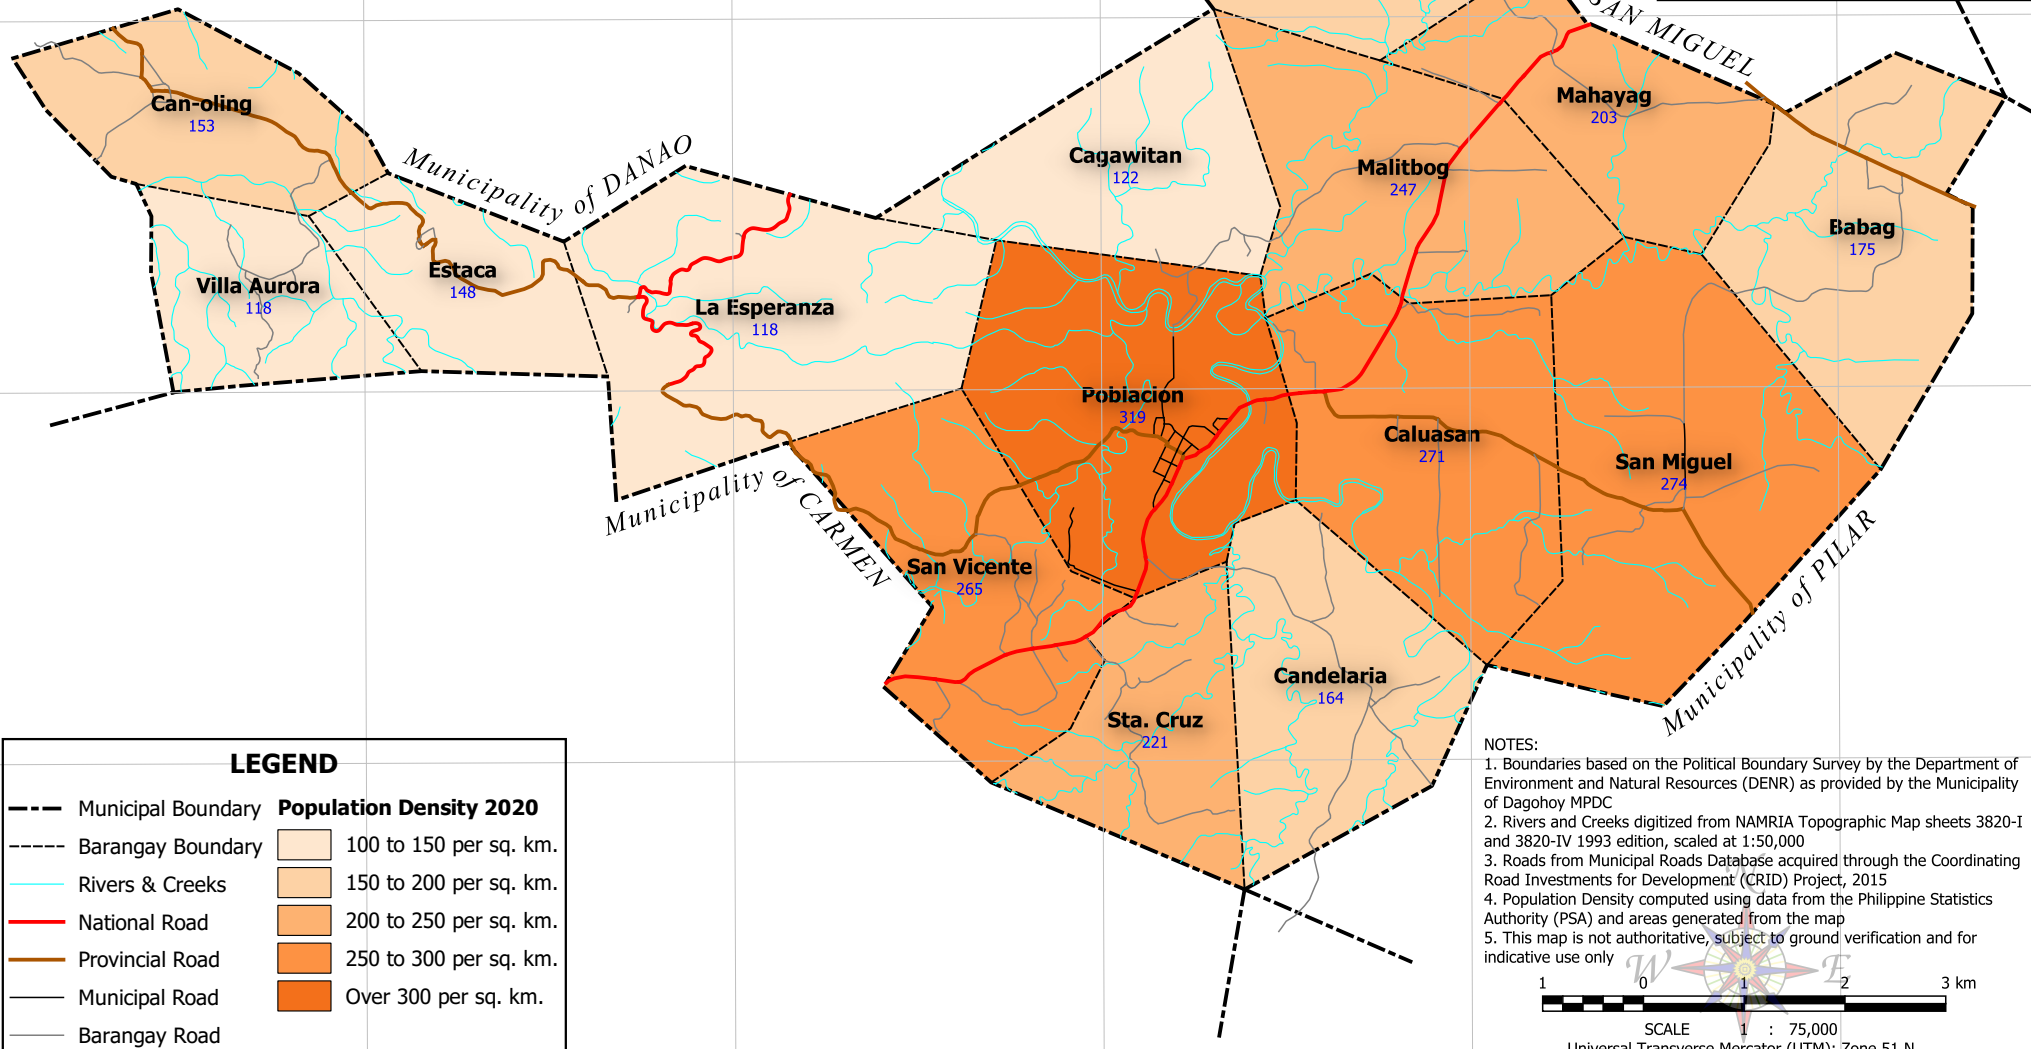 SAN MIGUEL
Mahayag
203
Can-oling
153
Municipality of DANAO
Cagawitan
122
Malitbog
247
Babag
175
Estaca
148
Villa Aurora
118
La Esperanza
118
Poblacion
319
Caluasan
271
San Miguel
274
Municipality of CARMEN
San Vicente
265
Municipality of PILAR
Candelaria
164
Sta. Cruz
221
LEGEND
Municipal Boundary
Barangay Boundary
Rivers & Creeks
National Road
Provincial Road
Municipal Road
Barangay Road
Population Density 2020
100 to 150 per sq. km.
150 to 200 per sq. km.
200 to 250 per sq. km.
250 to 300 per sq. km.
Over 300 per sq. km.
NOTES:
1. Boundaries based on the Political Boundary Survey by the Department of
Environment and Natural Resources (DENR) as provided by the Municipality
of Dagohoy MPDC
2. Rivers and Creeks digitized from NAMRIA Topographic Map sheets 3820-I
and 3820-IV 1993 edition, scaled at 1:50,000
3. Roads from Municipal Roads Database acquired through the Coordinating
Road Investments for Development (CRID) Project, 2015
4. Population Density computed using data from the Philippine Statistics
Authority (PSA) and areas generated from the map
5. This map is not authoritative, subject to ground verification and for
indicative use only
N
W E
1 0 1 2 3 km
SCALE 1 : 75,000
Universal Transverse Mercator (UTM): Zone 51 N